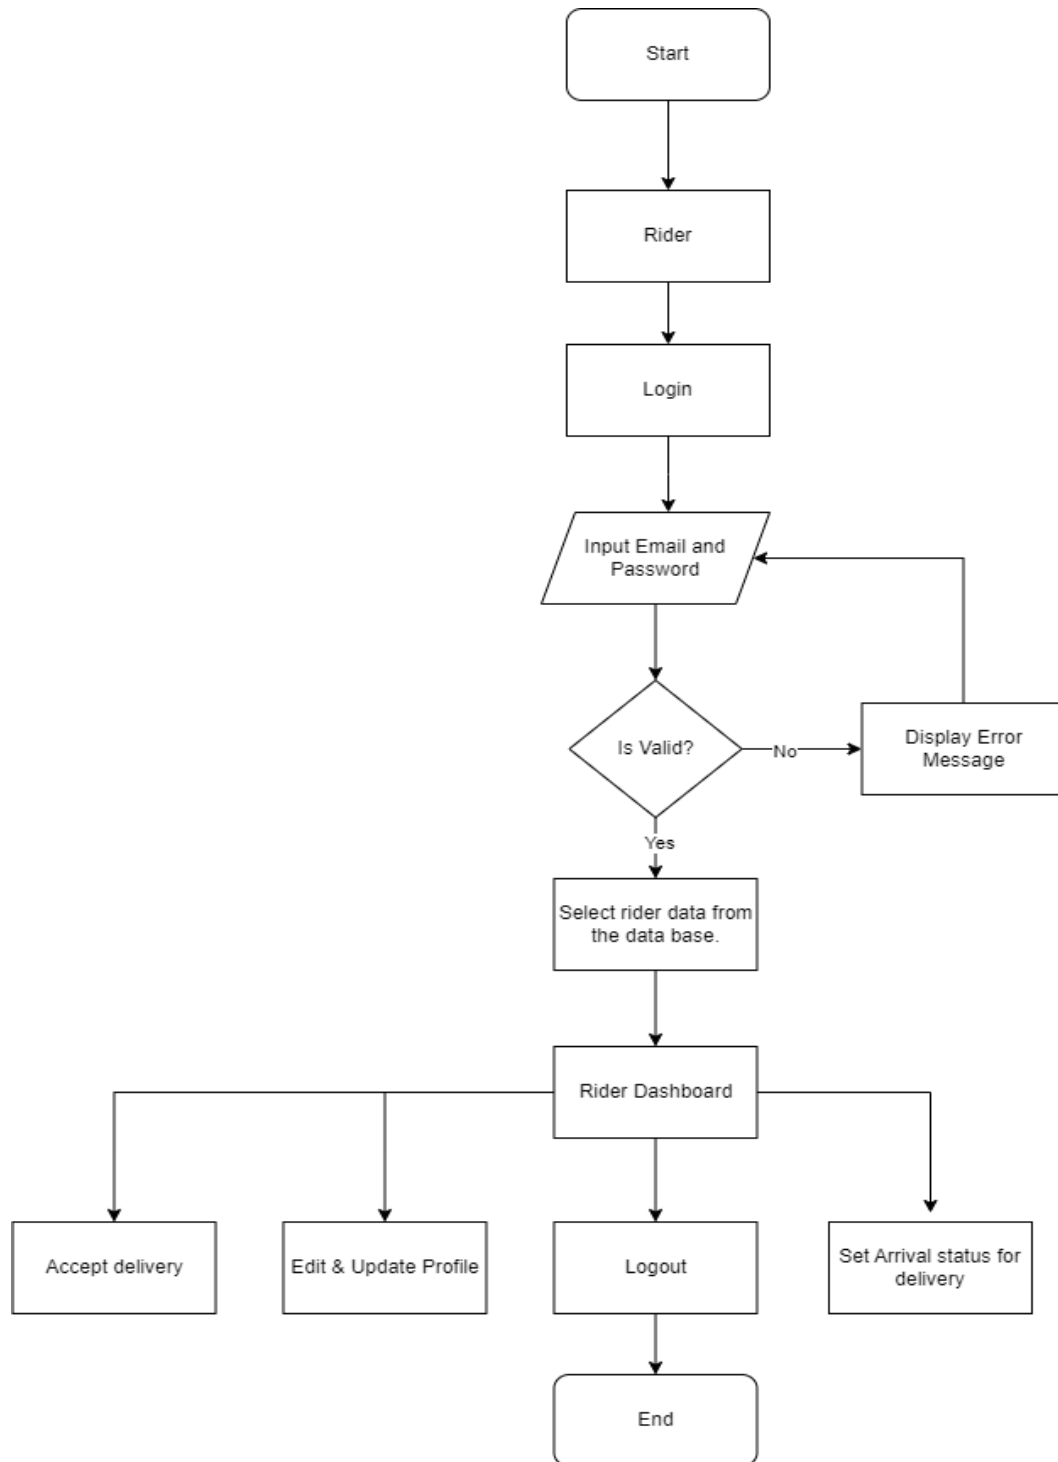 Start
Rider
Login
Input Email and
Password
Is Valid?
No
Display Error
Message
Yes
Select rider data from
the data base.
Rider Dashboard
Accept delivery
Edit & Update Profile
Logout
Set Arrival status for
delivery
End